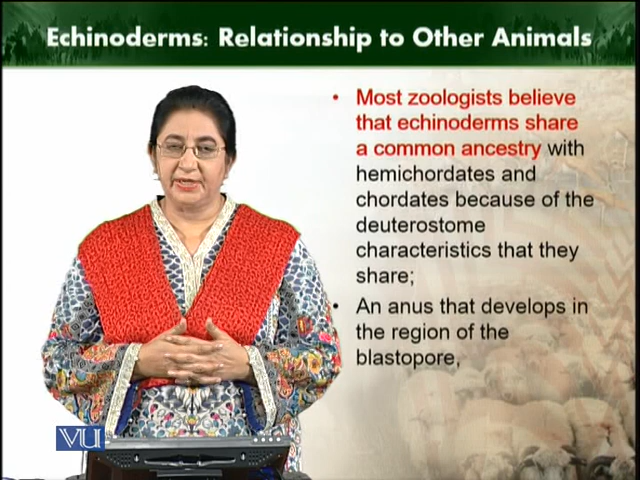 Echinoderms: Relationship to Other Animals
• Most zoologists believe
that echinoderms share
a common ancestry with
hemichordates and
chordates because of the
deuterostome
characteristics that they
share;
• An anus that develops in
the region of the
blastopore,
VU